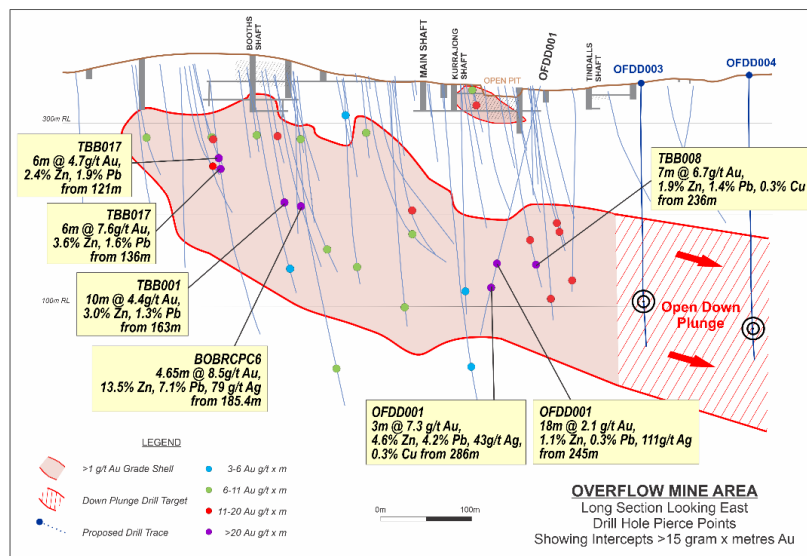 BOOTHS
SHAFT
MAIN SHAFT
KURRAJONG
SHAFT
OPEN PIT
OFDD001
TINDALLS
SHAFT
OFDD003
OFDD004
300m RL
100m RL
TBB017
6m @ 4.7g/t Au,
2.4% Zn, 1.9% Pb
from 121m
TBB017
6m @ 7.6g/t Au,
3.6% Zn, 1.6% Pb
from 136m
TBB001
10m @ 4.4g/t Au,
3.0% Zn, 1.3% Pb
from 163m
BOBRCPC6
4.65m @ 8.5g/t Au,
13.5% Zn, 7.1% Pb, 79 g/t Ag
from 185.4m
TBB008
7m @ 6.7g/t Au,
1.9% Zn, 1.4% Pb, 0.3% Cu
from 236m
Open Down
Plunge
OFDD001
3m @ 7.3 g/t Au,
4.6% Zn, 4.2% Pb, 43g/t Ag,
0.3% Cu from 286m
OFDD001
18m @ 2.1 g/t Au,
1.1% Zn, 0.3% Pb, 111g/t Ag
from 245m
LEGEND
>1 g/t Au Grade Shell
Down Plunge Drill Target
Proposed Drill Trace
3-6 Au g/t x m
6-11 Au g/t x m
11-20 Au g/t x m
>20 Au g/t x m
0m
100m
OVERFLOW MINE AREA
Long Section Looking East
Drill Hole Pierce Points
Showing Intercepts >15 gram x metres Au